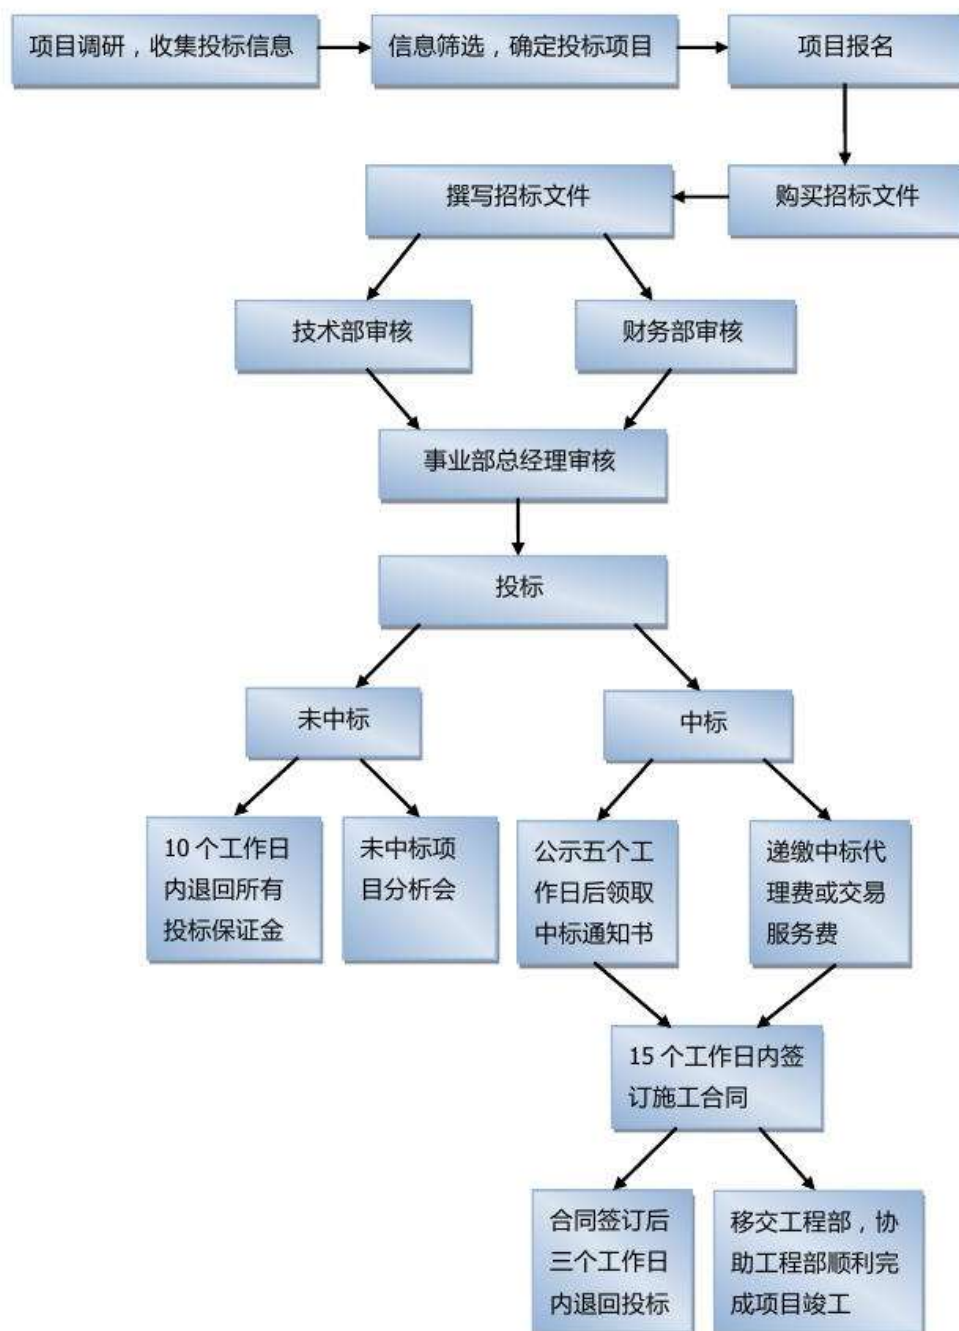 项目调研，收集投标信息
信息筛选，确定投标项目
项目报名
撰写招标文件
购买招标文件
技术部审核
财务部审核
事业部总经理审核
投标
未中标
中标
10 个工作日
内退回所有
投标保证金
未中标项
目分析会
公示五个工
作日后领取
中标通知书
递缴中标代
理费或交易
服务费
15 个工作日内签
订施工合同
合同签订后
三个工作日
内退回投标
移交工程部，协
助工程部顺利完
成项目竣工